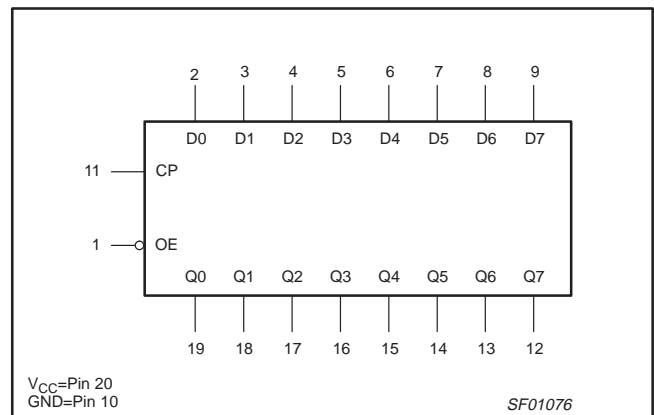 2 3 4 5 6 7 8 9
D0 D1 D2 D3 D4 D5 D6 D7
11 CP
1 OE
Q0 Q1 Q2 Q3 Q4 Q5 Q6 Q7
19 18 17 16 15 14 13 12
VCC=Pin 20
GND=Pin 10
SF01076